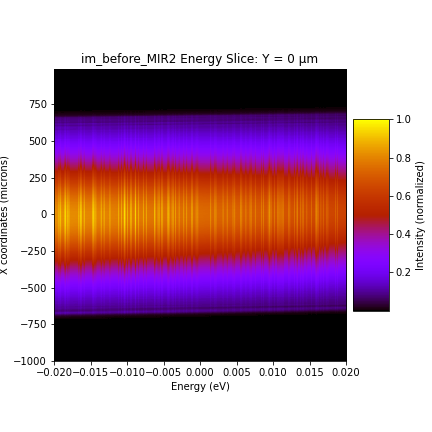 im_before_MIR2 Energy Slice: Y = 0 μm
750
500
250
0
−250
−500
−750
−1000
X coordinates (microns)
−0.020 −0.015 −0.010 −0.005 0.000 0.005 0.010 0.015 0.020
Energy (eV)
1.0
0.8
0.6
0.4
0.2
Intensity (normalized)